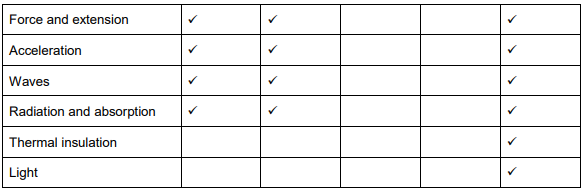 Force and extension ✓ ✓ ✓
Acceleration ✓ ✓ ✓
Waves ✓ ✓ ✓
Radiation and absorption ✓ ✓ ✓
Thermal insulation ✓
Light ✓